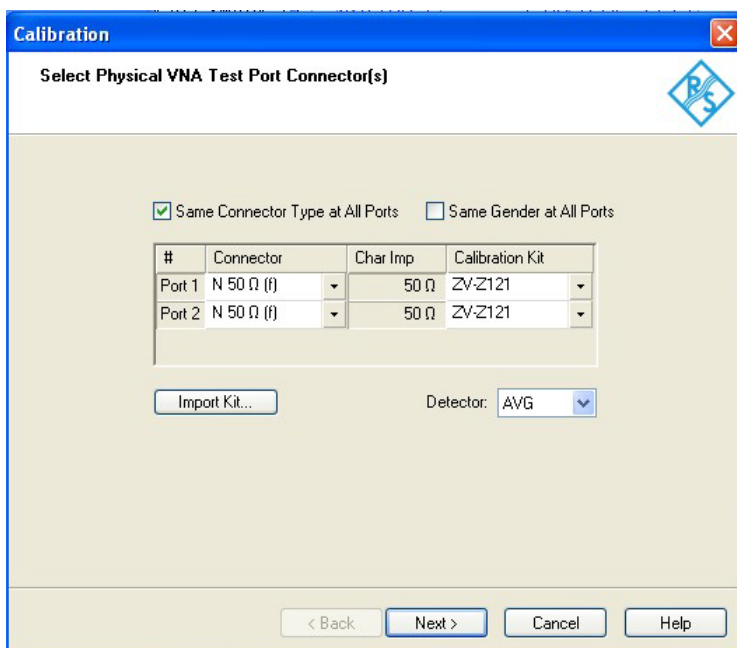 Calibration
Select Physical VNA Test Port Connector(s)
R
S
Same Connector Type at All Ports Same Gender at All Ports
# Connector Char Imp Calibration Kit
Port 1 N 50 Ω (f) 50 Ω ZV-Z121
Port 2 N 50 Ω (f) 50 Ω ZV-Z121
Import Kit... Detector: AVG
< Back Next > Cancel Help